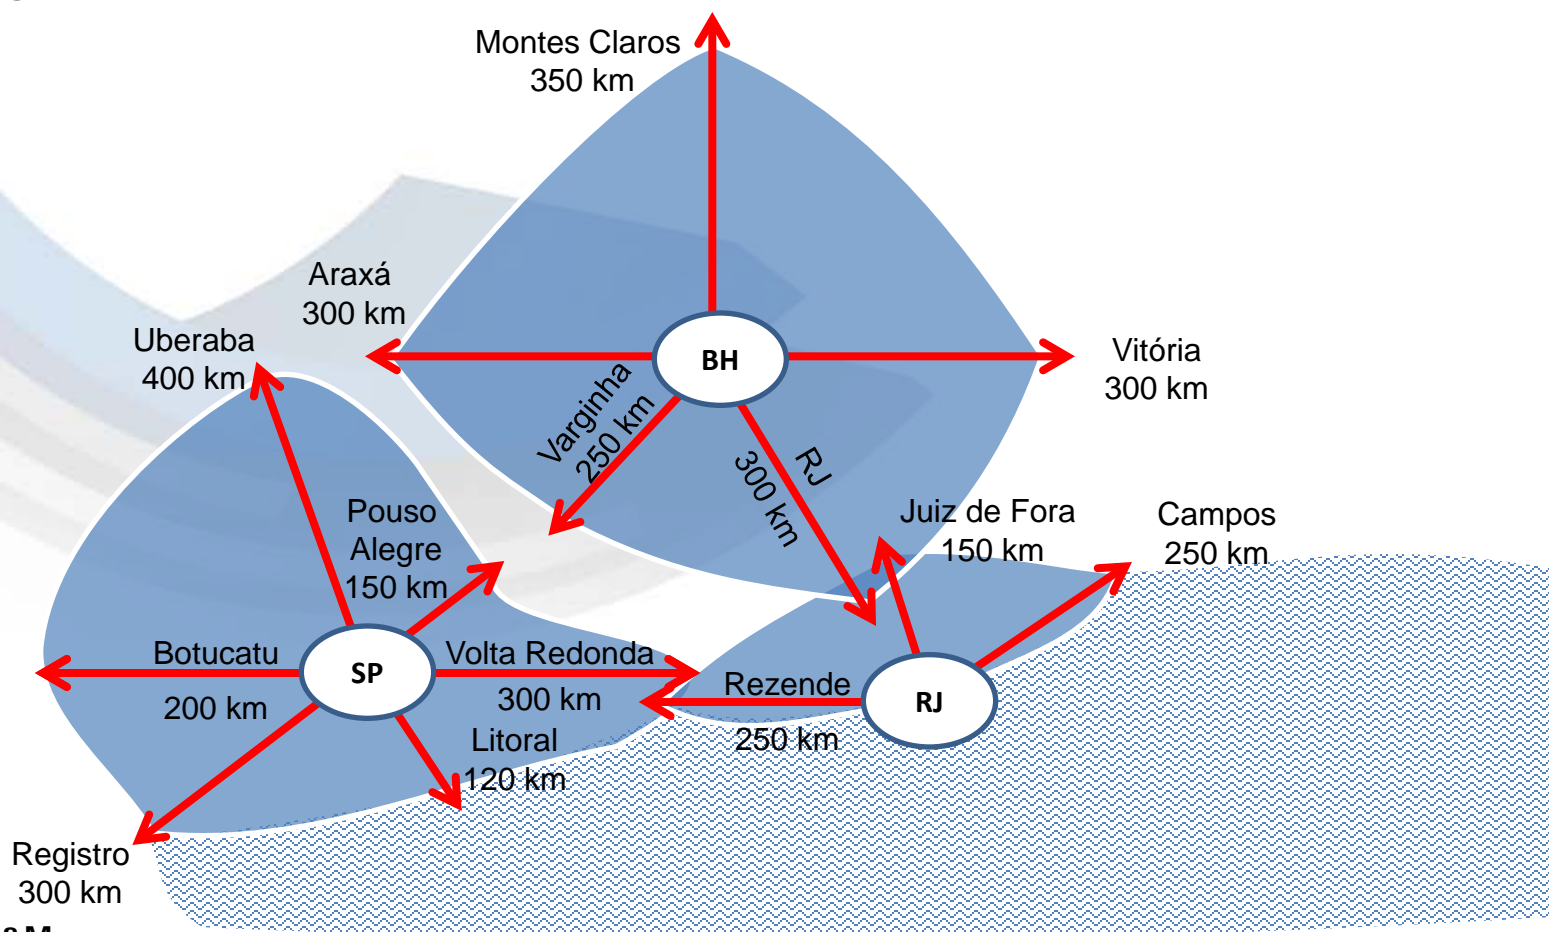 Montes Claros
350 km
Araxá
300 km
Uberaba
400 km
BH
Vitória
300 km
Varginha
250 km
RJ
300 km
Juiz de Fora
150 km
Campos
250 km
Pouso
Alegre
150 km
Botucatu
200 km
SP
Volta Redonda
300 km
Rezende
250 km
RJ
Litoral
120 km
Registro
300 km